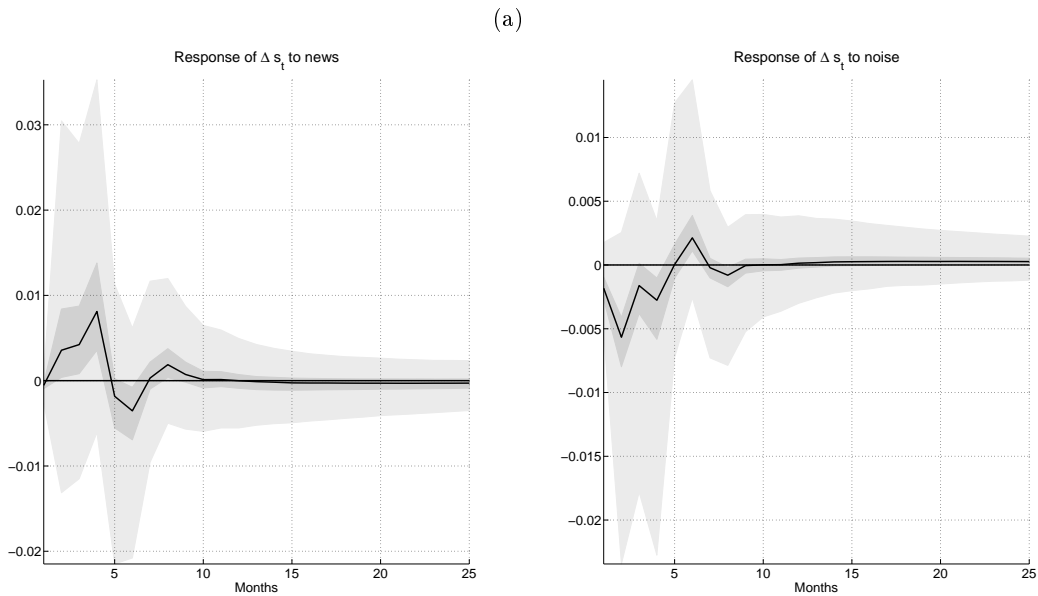 (a)
Response of Δ s_t to news
0.03
0.02
0.01
0
−0.01
−0.02
5 10 15 20 25
Months
Response of Δ s_t to noise
0.01
0.005
0
−0.005
−0.01
−0.015
−0.02
5 10 15 20 25
Months